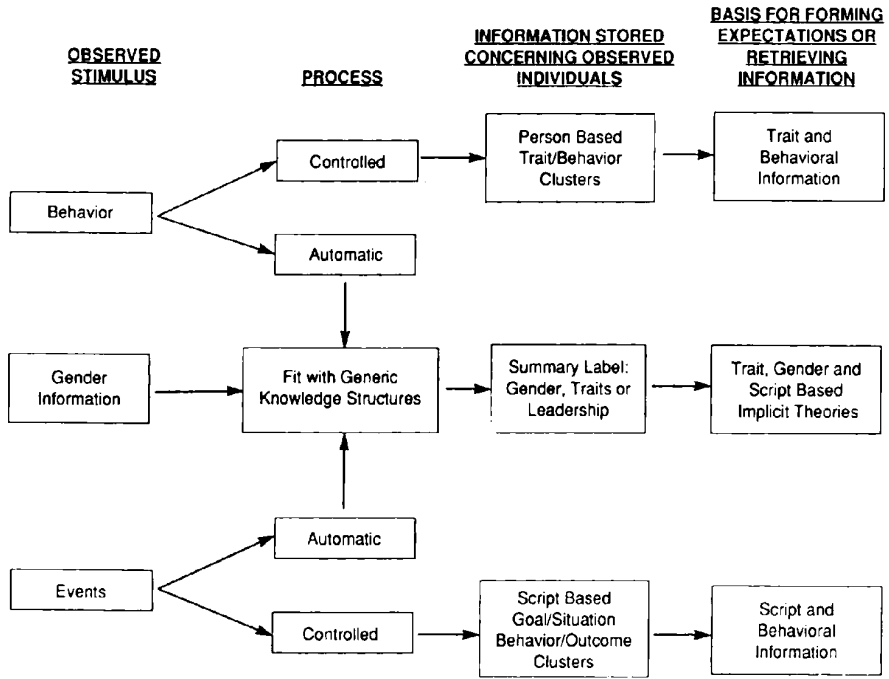 OBSERVED
STIMULUS
PROCESS
INFORMATION STORED
CONCERNING OBSERVED
INDIVIDUALS
BASIS FOR FORMING
EXPECTATIONS OR
RETRIEVING
INFORMATION
Behavior
Controlled
Person Based
Trait/Behavior
Clusters
Trait and
Behavioral
Information
Automatic
Gender
Information
Fit with Generic
Knowledge Structures
Summary Label:
Gender, Traits or
Leadership
Trait, Gender and
Script Based
Implicit Theories
Automatic
Events
Controlled
Script Based
Goal/Situation
Behavior/Outcome
Clusters
Script and
Behavioral
Information